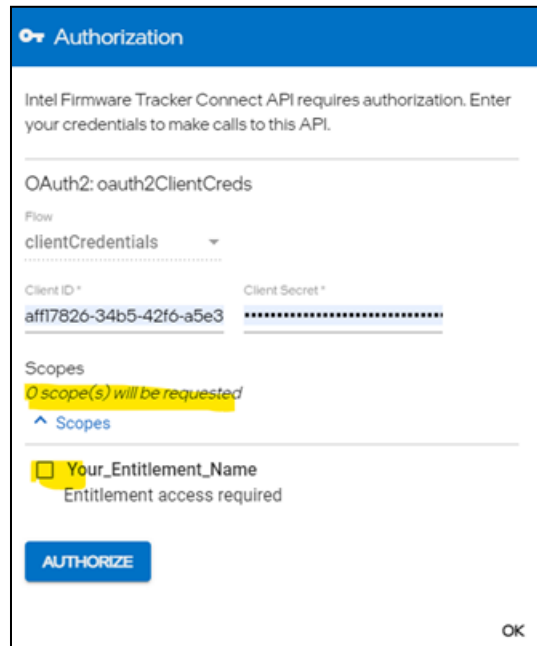 Authorization
Intel Firmware Tracker Connect API requires authorization. Enter
your credentials to make calls to this API.
OAuth2: oauth2ClientCreds
Flow
clientCredentials
Client ID * Client Secret *
aff17826-34b5-42f6-a5e3 ••••••••••••••••••••••••••••••••
Scopes
0 scope(s) will be requested
Scopes
Your_Entitlement_Name
Entitlement access required
AUTHORIZE
OK